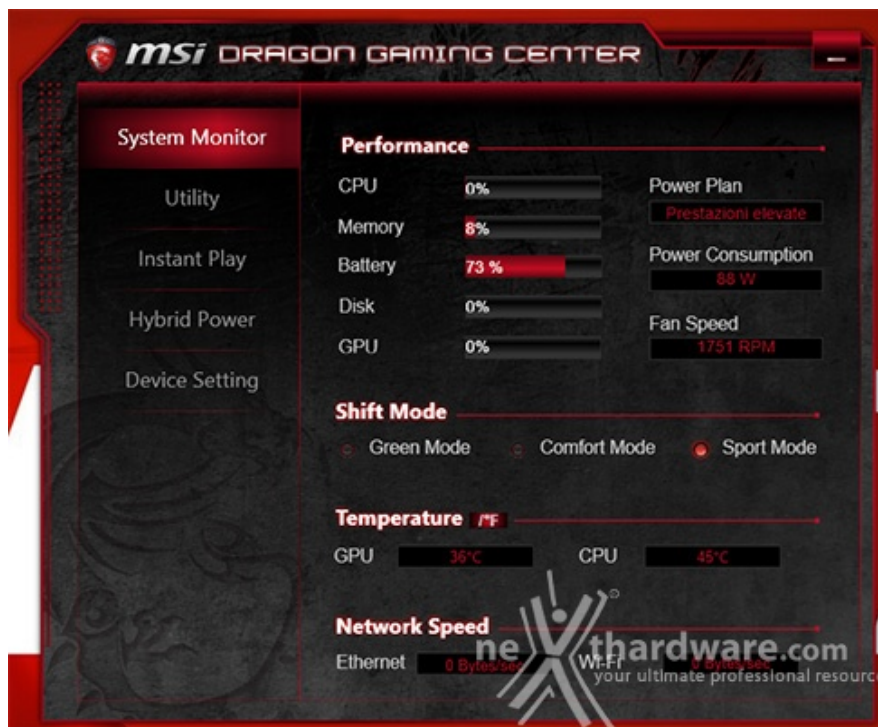 msi DRAGON GAMING CENTER
System Monitor
Utility
Instant Play
Hybrid Power
Device Setting
Performance
CPU 0%
Memory 8%
Battery 73 %
Disk 0%
GPU 0%
Power Plan
Prestazioni elevate
Power Consumption
88 W
Fan Speed
1751 RPM
Shift Mode
Green Mode Comfort Mode Sport Mode
Temperature /°F
GPU 36°C CPU 45°C
Network Speed
Ethernet 0 Bytes/sec Wi-Fi 0 Bytes/sec
nexthardware.com
your ultimate professional resource